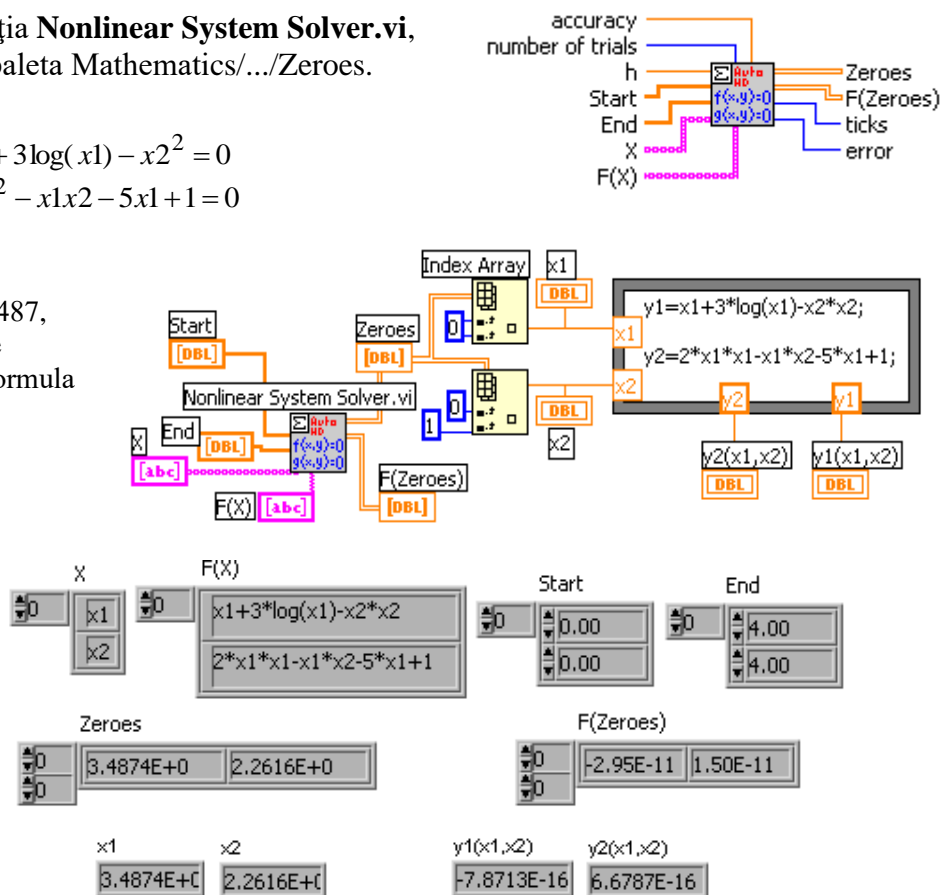 ția Nonlinear System Solver.vi,
paleta Mathematics/.../Zeroes.
accuracy
number of trials
h
Start
End
X
F(X)
Σ Auto
HD
f(x,y)=0
g(x,y)=0
Zeroes
F(Zeroes)
ticks
error
+ 3log( x1) − x2² = 0
² − x1x2 − 5x1 + 1 = 0
487,
ormula
Start
[DBL]
Zeroes
[DBL]
Index Array
x1
DBL
0
Nonlinear System Solver.vi
Σ Auto
HD
f(x,y)=0
g(x,y)=0
X
[abc]
End
[DBL]
F(X)
[abc]
F(Zeroes)
[DBL]
0
1
DBL
x2
x1
x2
y1=x1+3*log(x1)-x2*x2;
y2=2*x1*x1-x1*x2-5*x1+1;
y2
y1
y2(x1,x2)
y1(x1,x2)
DBL
DBL
X
0
x1
x2
F(X)
0
x1+3*log(x1)-x2*x2
2*x1*x1-x1*x2-5*x1+1
Start
0
0.00
0.00
End
0
4.00
4.00
Zeroes
0
0
3.4874E+0
2.2616E+0
F(Zeroes)
0
0
-2.95E-11
1.50E-11
x1
x2
y1(x1,x2)
y2(x1,x2)
3.4874E+0
2.2616E+0
-7.8713E-16
6.6787E-16